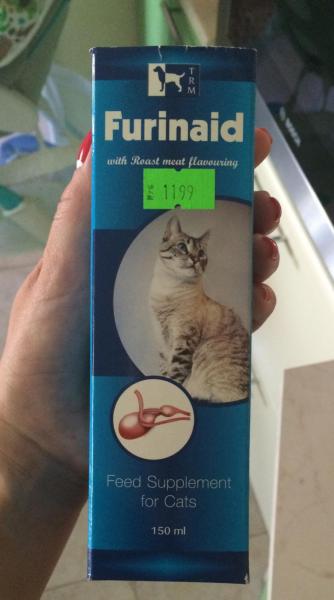 TRM
Furinaid
with Roast meat flavouring
1199
Feed Supplement
for Cats
150 ml